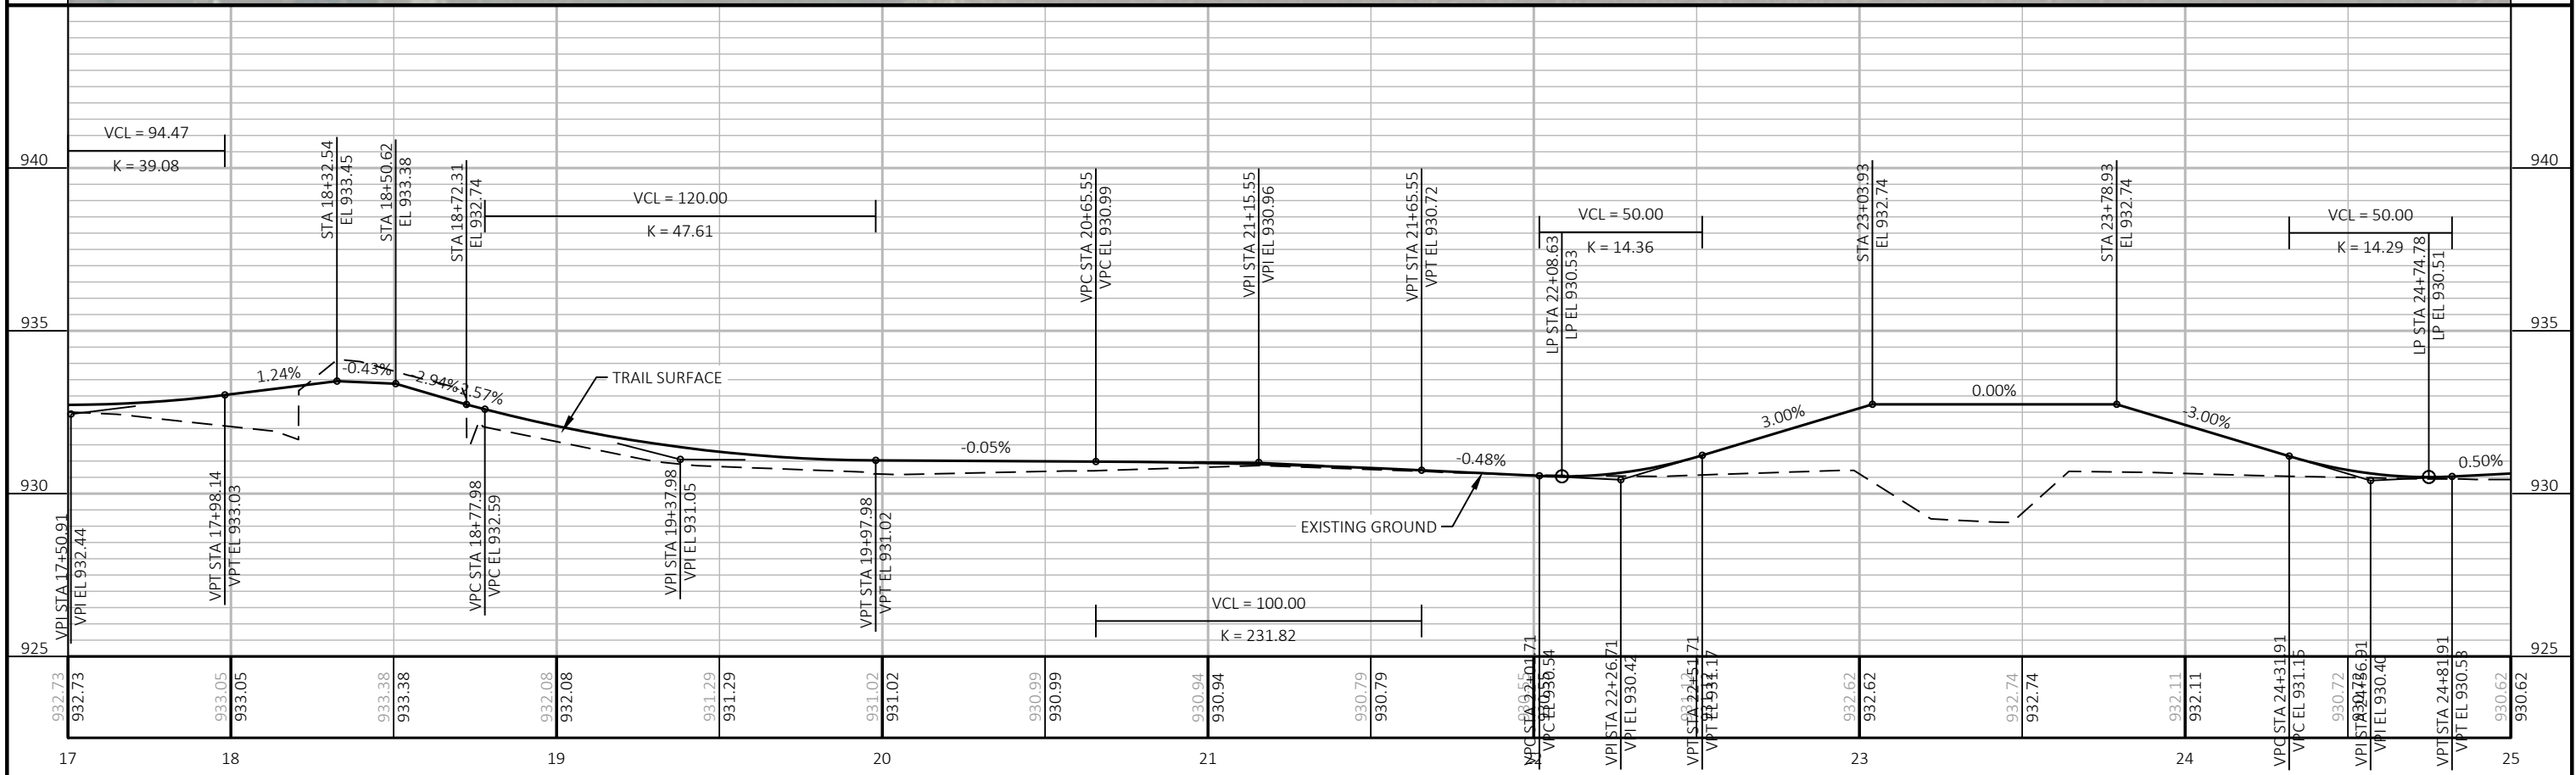 VCL = 94.47
K = 39.08
STA 18+32.54
EL 933.45
STA 18+50.62
EL 933.38
STA 18+72.31
EL 932.74
VCL = 120.00
K = 47.61
VPC STA 20+65.55
VPC EL 930.99
VPI STA 21+15.55
VPI EL 930.96
VPT STA 21+65.55
VPT EL 930.72
VCL = 50.00
K = 14.36
LP STA 22+08.63
LP EL 930.53
STA 23+03.93
EL 932.74
STA 23+78.93
EL 932.74
VCL = 50.00
K = 14.29
LP STA 24+74.78
LP EL 930.51
940
940
935
935
1.24%
-0.43%
-2.94%
-2.57%
TRAIL SURFACE
-0.05%
-0.48%
3.00%
0.00%
-3.00%
0.50%
EXISTING GROUND
930
930
VPI STA 17+50.91
VPI EL 932.44
VPT STA 17+98.14
VPT EL 933.03
VPC STA 18+77.98
VPC EL 932.59
VPI STA 19+37.98
VPI EL 931.05
VPT STA 19+97.98
VPT EL 931.02
VCL = 100.00
K = 231.82
VPC STA 22+01.71
VPC EL 930.54
VPI STA 22+26.71
VPI EL 930.42
VPT STA 22+51.71
VPT EL 931.17
VPC STA 24+31.91
VPC EL 931.15
VPI STA 24+56.91
VPI EL 930.40
VPT STA 24+81.91
VPT EL 930.53
925
925
932.73
932.73
933.05
933.05
933.38
933.38
932.08
932.08
931.29
931.29
931.02
931.02
930.99
930.99
930.94
930.94
930.79
930.79
930.55
932.62
932.62
932.74
932.74
932.11
932.11
930.72
930.62
930.62
17
18
19
20
21
22
23
24
25